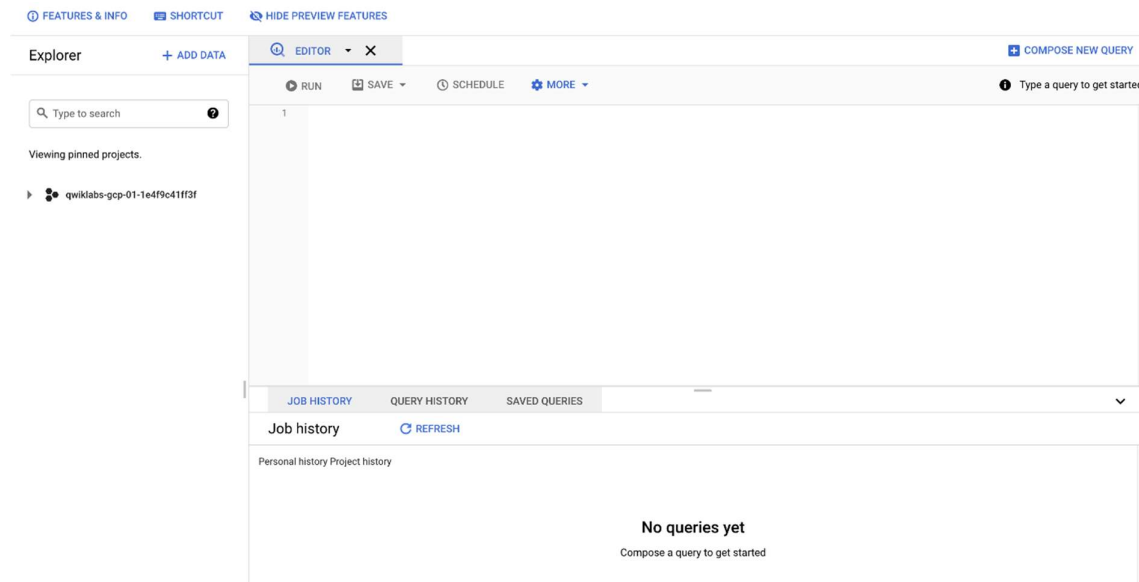 FEATURES & INFO SHORTCUT HIDE PREVIEW FEATURES
Explorer + ADD DATA
EDITOR
COMPOSE NEW QUERY
RUN SAVE SCHEDULE MORE
Type a query to get started
Type to search
1
Viewing pinned projects.
qwiklabs-gcp-01-1e4f9c41ff3f
JOB HISTORY QUERY HISTORY SAVED QUERIES
Job history REFRESH
Personal history Project history
No queries yet
Compose a query to get started